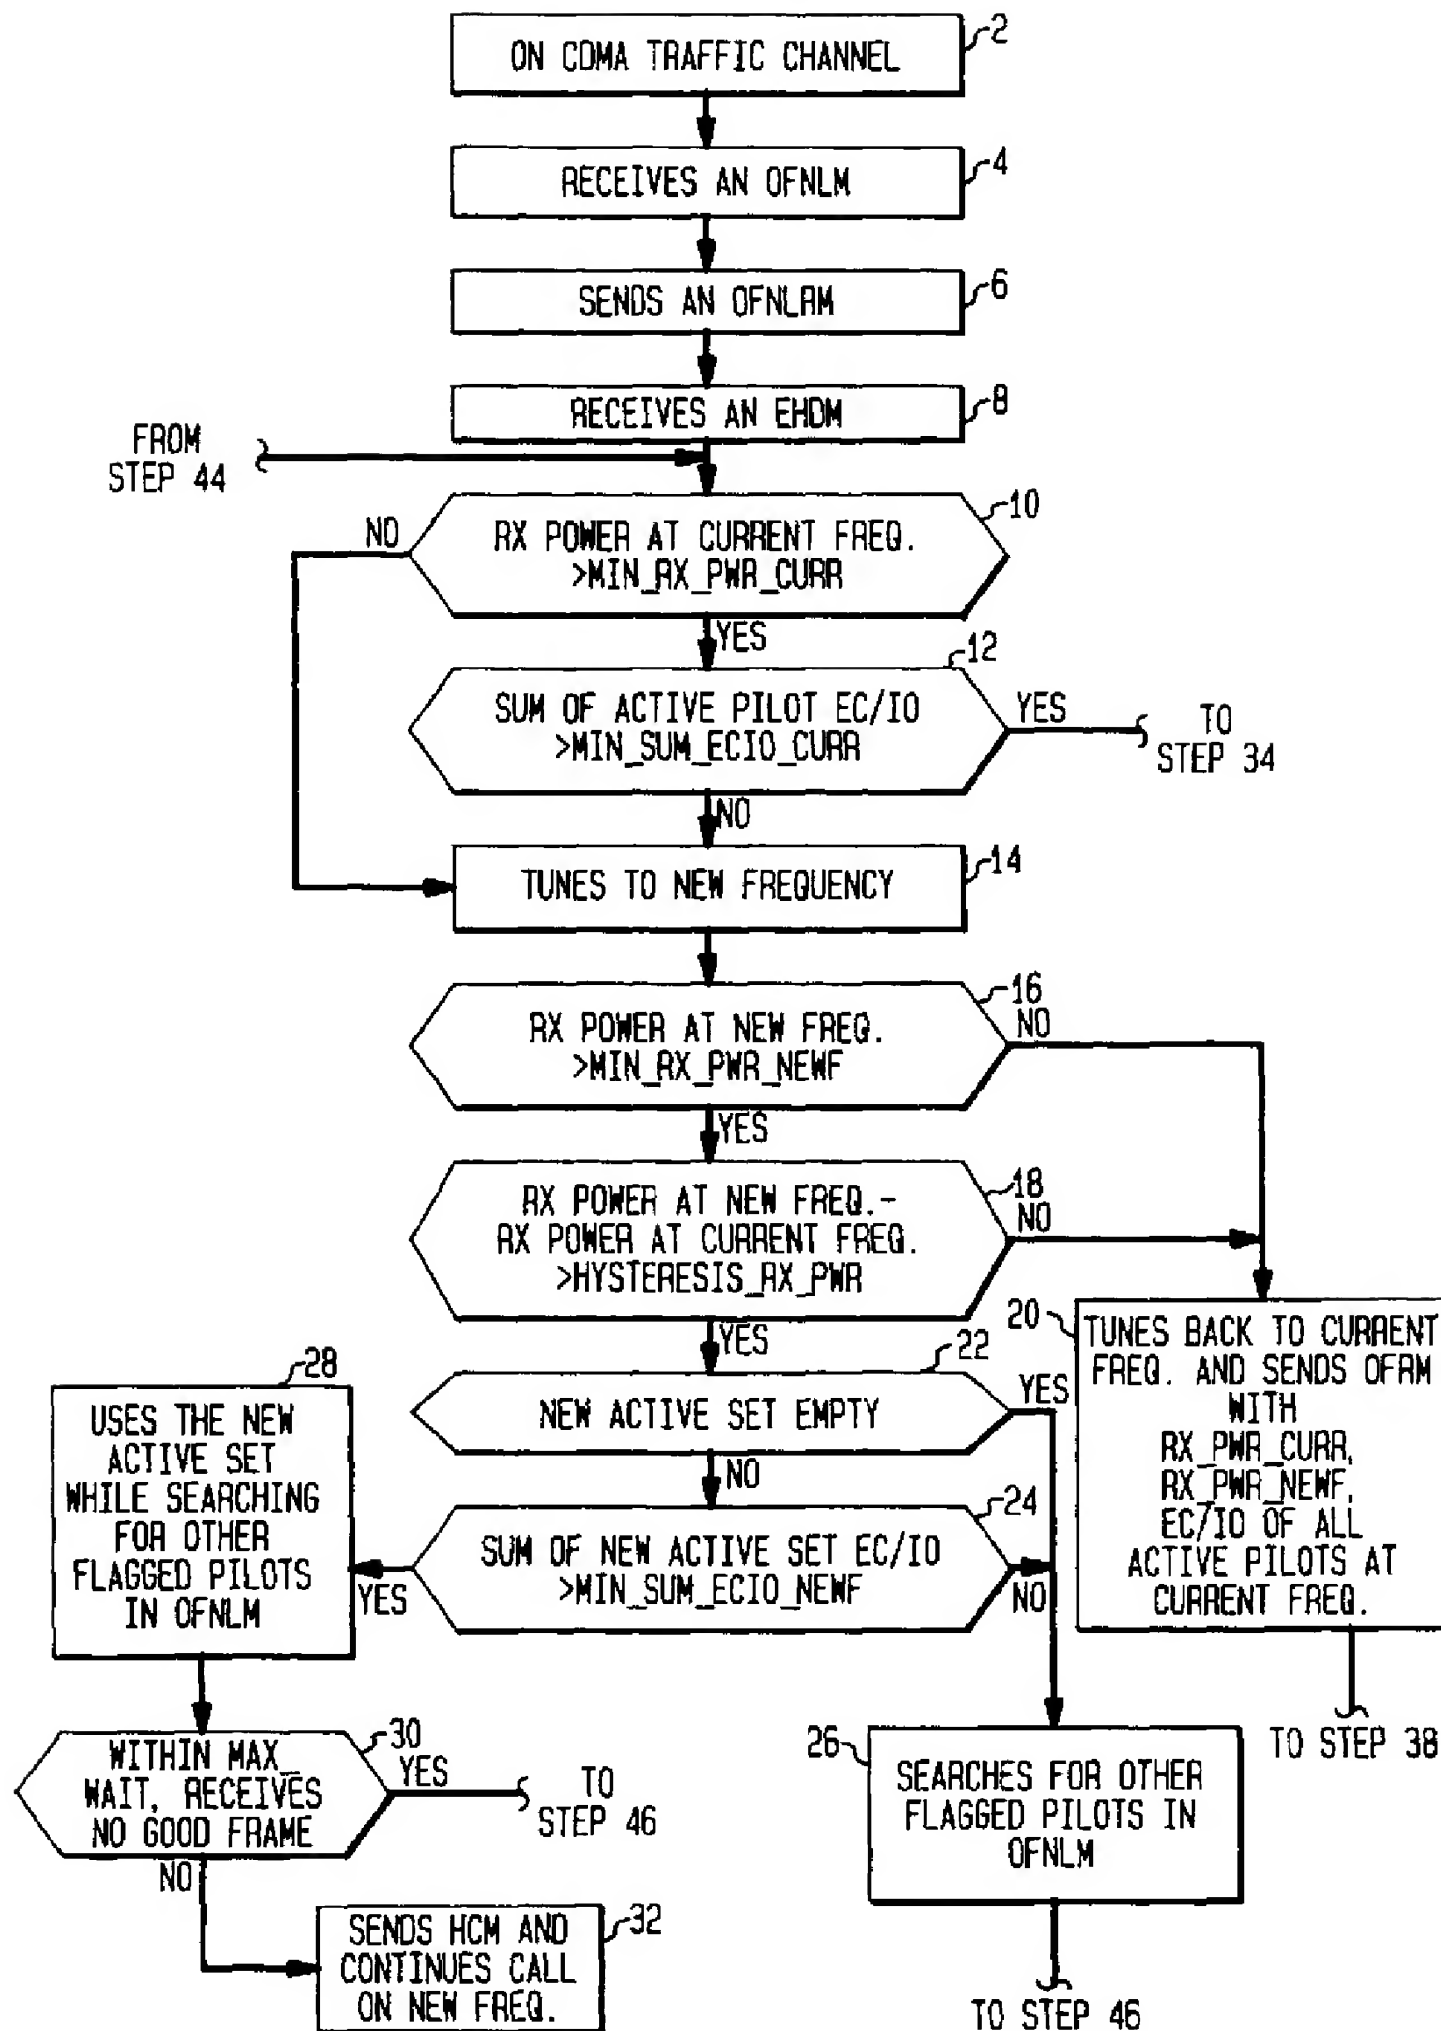 2
ON CDMA TRAFFIC CHANNEL
4
RECEIVES AN OFNLM
6
SENDS AN OFNLRM
8
RECEIVES AN EHDM
FROM
STEP 44
10
NO
RX POWER AT CURRENT FREQ.
>MIN_RX_PWR_CURR
YES
12
SUM OF ACTIVE PILOT EC/IO
>MIN_SUM_ECIO_CURR
YES
TO
STEP 34
NO
14
TUNES TO NEW FREQUENCY
16
RX POWER AT NEW FREQ.
>MIN_RX_PWR_NEWF
NO
YES
18
RX POWER AT NEW FREQ.-
RX POWER AT CURRENT FREQ.
>HYSTERESIS_RX_PWR
NO
YES
20
TUNES BACK TO CURRENT
FREQ. AND SENDS OFRM
WITH
RX_PWR_CURR,
RX_PWR_NEWF,
EC/IO OF ALL
ACTIVE PILOTS AT
CURRENT FREQ.
TO STEP 38
22
NEW ACTIVE SET EMPTY
YES
NO
24
SUM OF NEW ACTIVE SET EC/IO
>MIN_SUM_ECIO_NEWF
YES
NO
28
USES THE NEW
ACTIVE SET
WHILE SEARCHING
FOR OTHER
FLAGGED PILOTS
IN OFNLM
30
WITHIN MAX_
WAIT, RECEIVES
NO GOOD FRAME
YES
TO
STEP 46
NO
32
SENDS HCM AND
CONTINUES CALL
ON NEW FREQ.
26
SEARCHES FOR OTHER
FLAGGED PILOTS IN
OFNLM
TO STEP 46